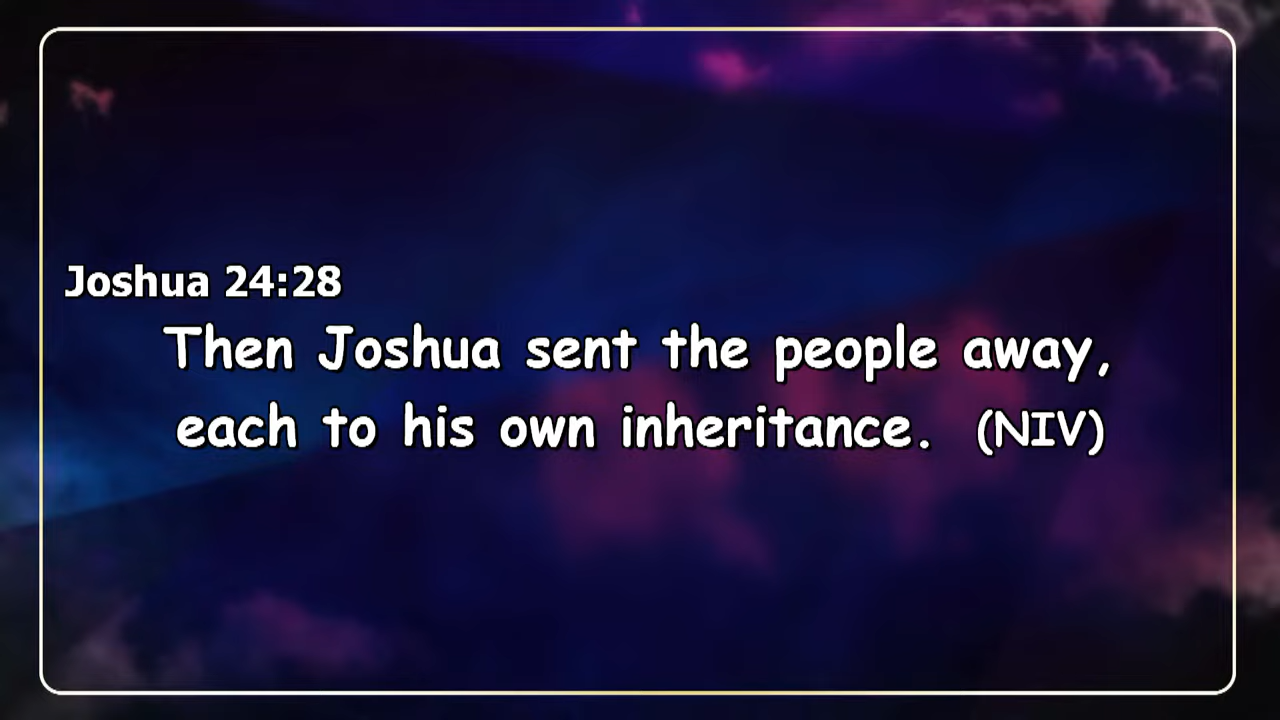 Joshua 24:28
Then Joshua sent the people away,
each to his own inheritance. (NIV)